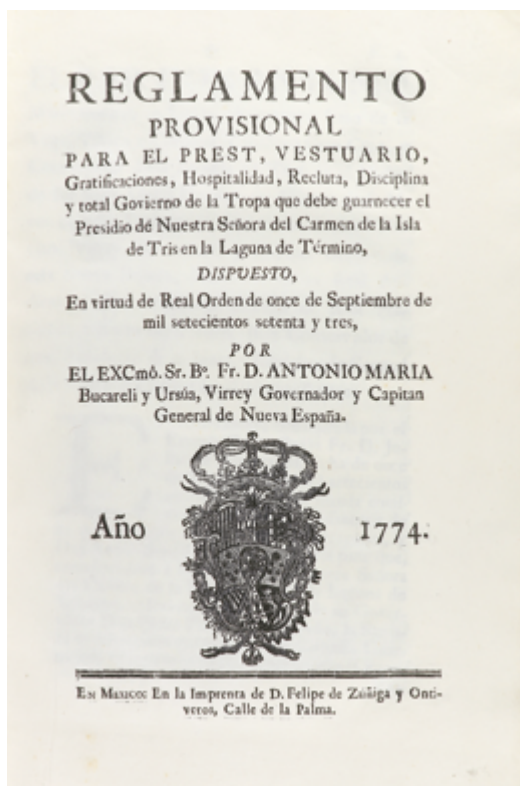 REGLAMENTO
PROVISIONAL
PARA EL PREST, VESTUARIO,
Gratificaciones, Hospitalidad, Recluta, Disciplina
y total Govierno de la Tropa que debe guarnecer el
Presidio de Nuestra Señora del Carmen de la Isla
de Tris en la Laguna de Término,
DISPUESTO,
En virtud de Real Orden de once de Septiembre de
mil setecientos setenta y tres,
POR
EL EXCmô. Sr. Bº. Fr. D. ANTONIO MARIA
Bucareli y Ursúa, Virrey Governador y Capitan
General de Nueva España.
Año 1774.
EN MEXICO: En la Imprenta de D. Felipe de Zúñiga y Onti-
veros, Calle de la Palma.